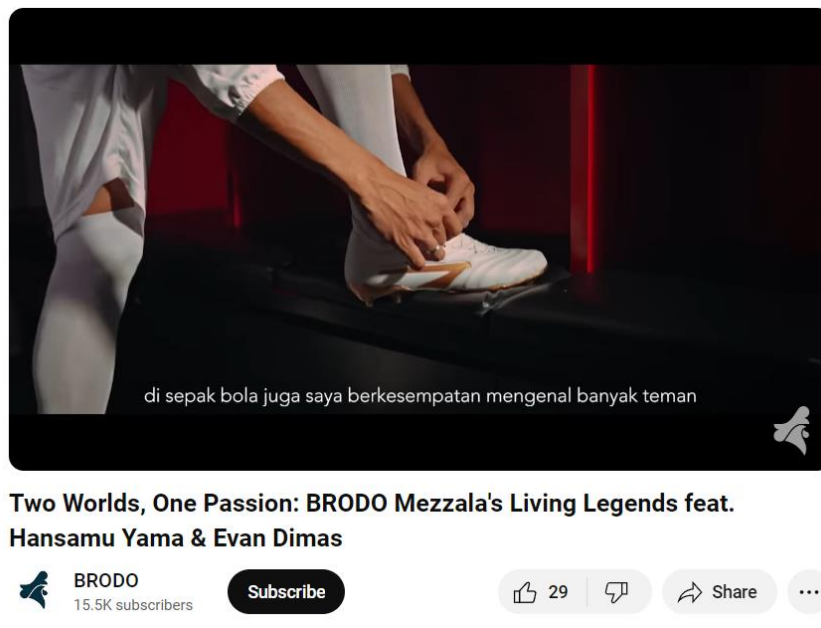 di sepak bola juga saya berkesempatan mengenal banyak teman
Two Worlds, One Passion: BRODO Mezzala's Living Legends feat.
Hansamu Yama & Evan Dimas
BRODO
15.5K subscribers
Subscribe
29
Share